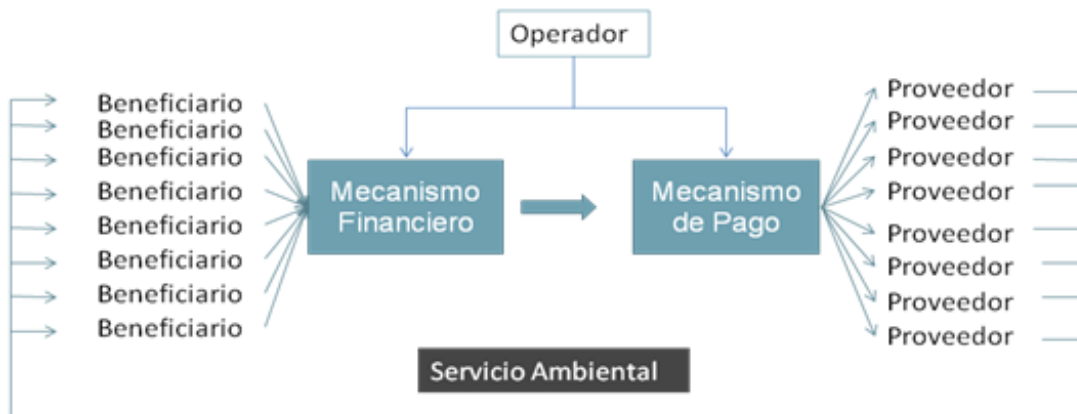 Operador
Beneficiario
Beneficiario
Beneficiario
Beneficiario
Beneficiario
Beneficiario
Beneficiario
Beneficiario
Mecanismo
Financiero
Mecanismo
de Pago
Proveedor
Proveedor
Proveedor
Proveedor
Proveedor
Proveedor
Proveedor
Proveedor
Servicio Ambiental